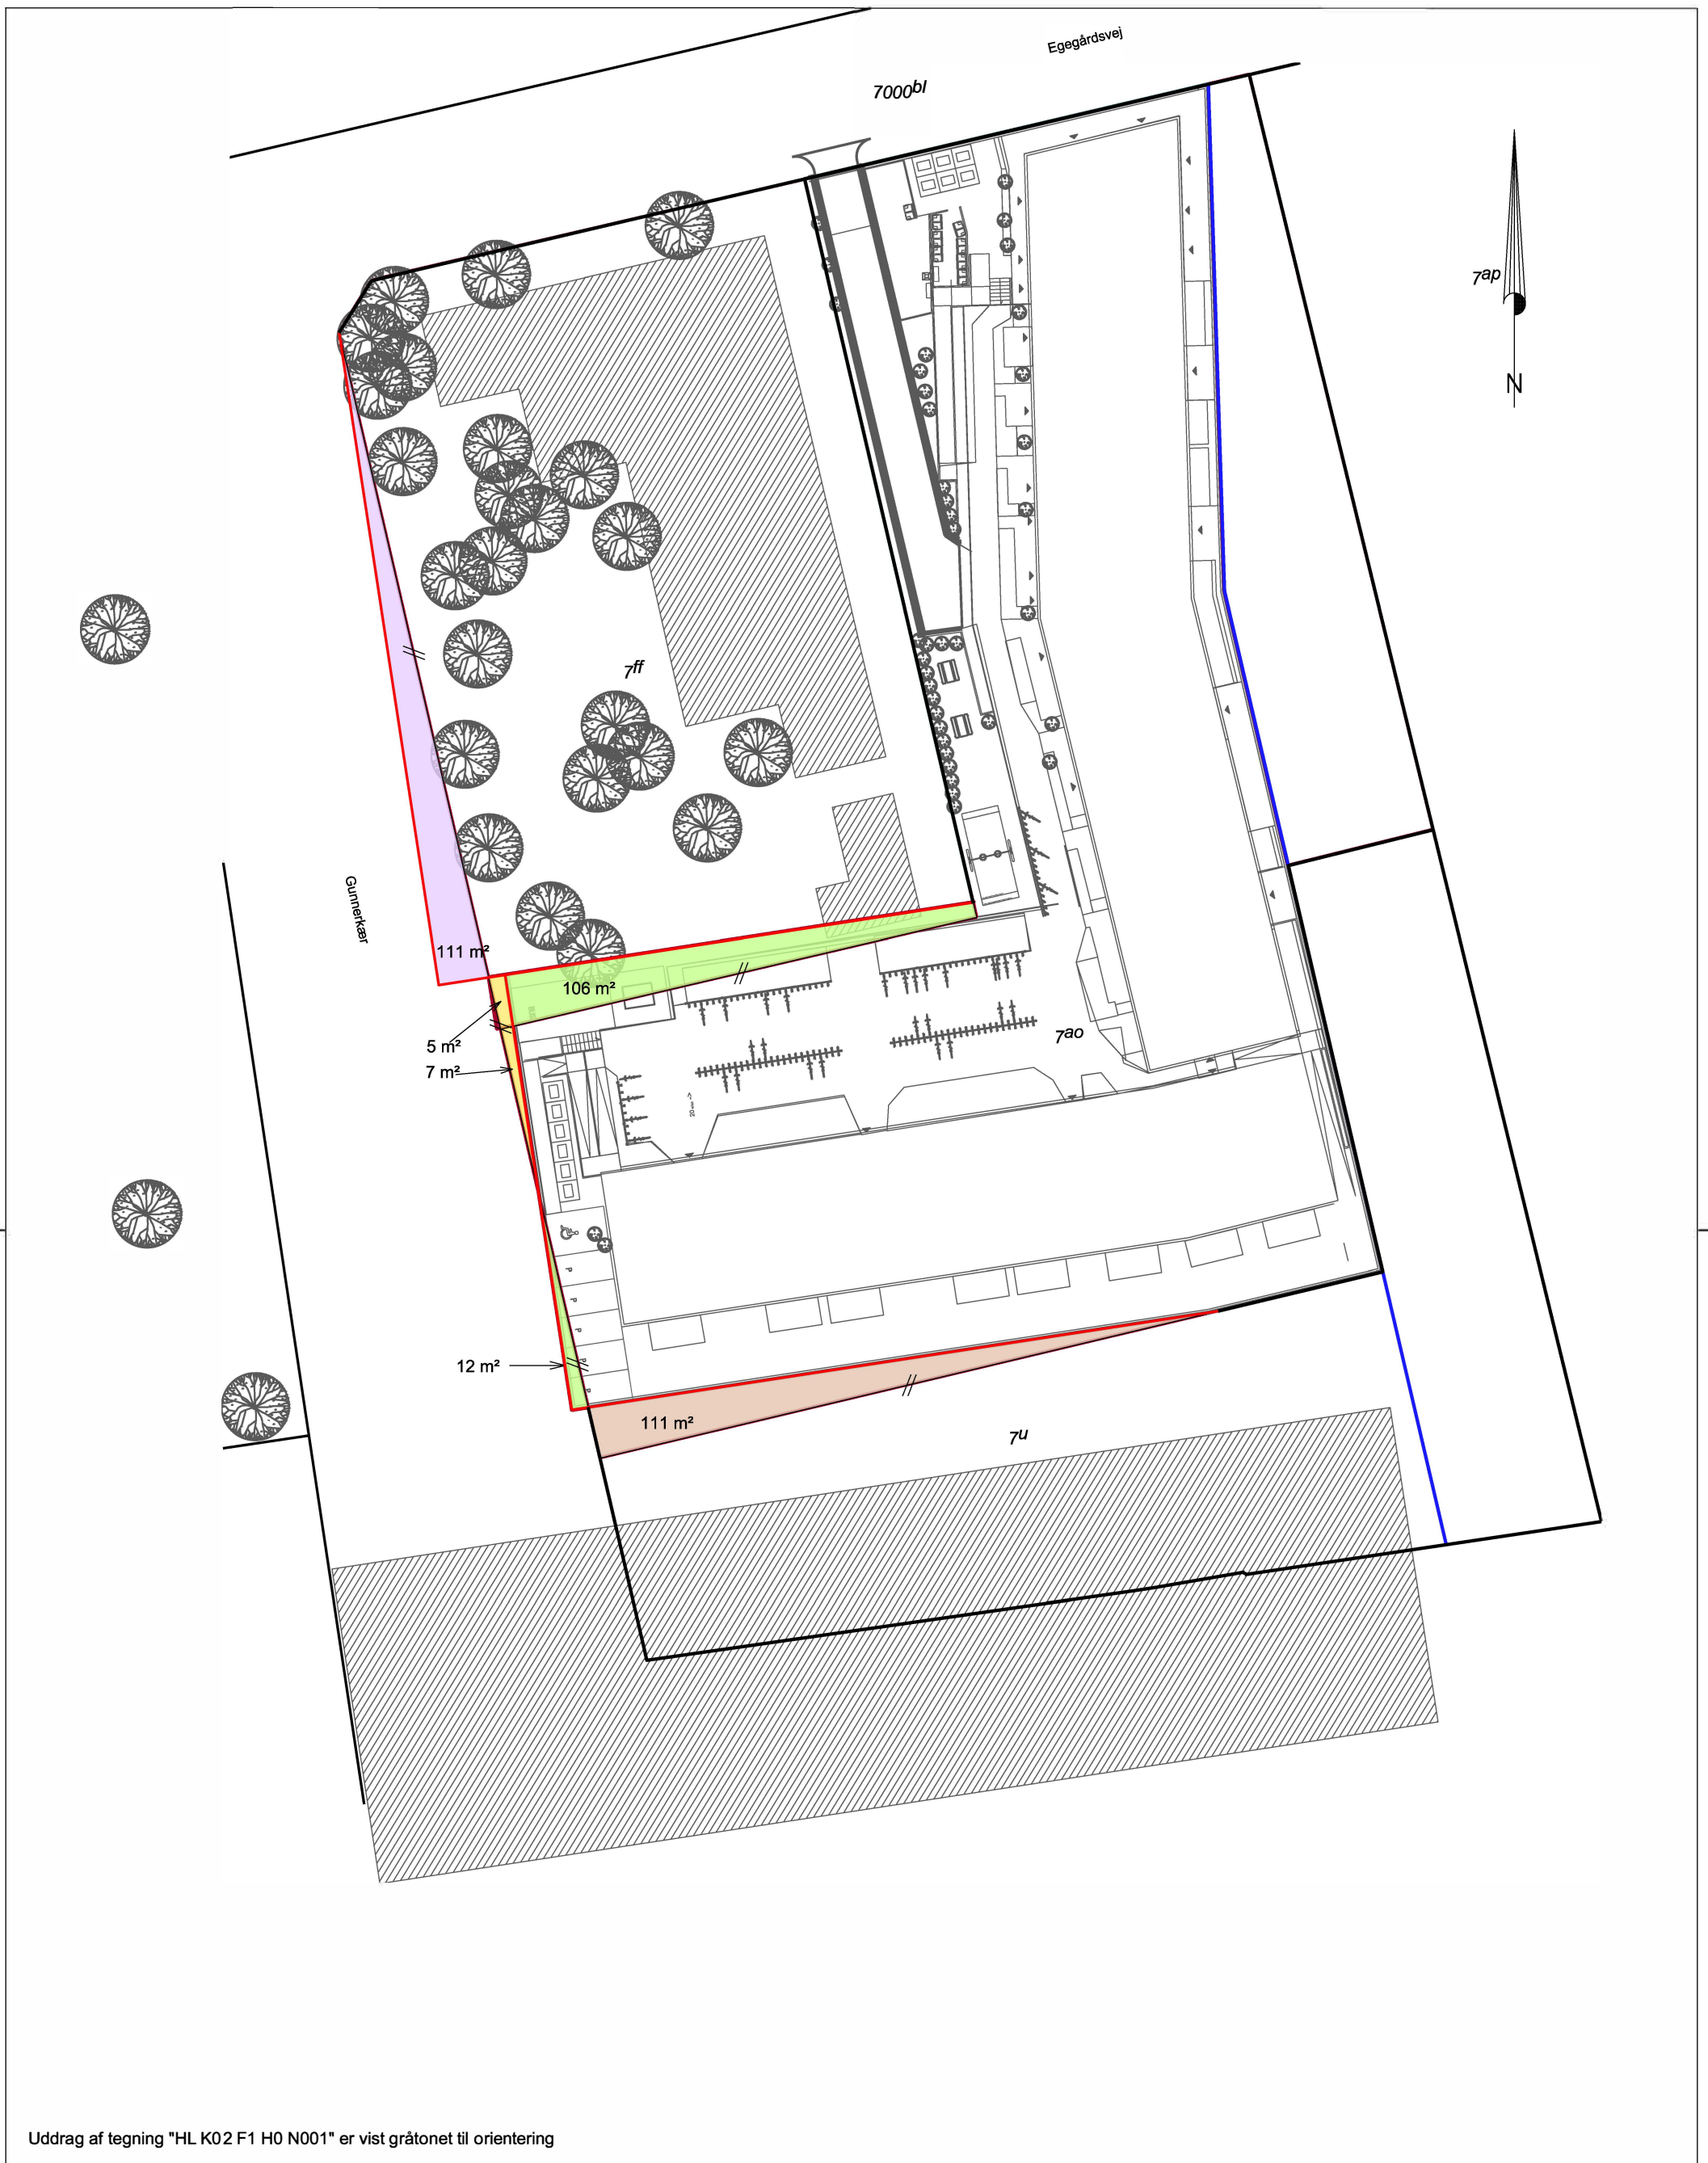 Egegårdsvej
7000bl
7ap
N
7ff
Gunnerkær
111 m²
106 m²
5 m²
7 m²
7ao
P
P
P
P
P
12 m²
111 m²
7u
Uddrag af tegning "HL K02 F1 H0 N001" er vist gråtonet til orientering